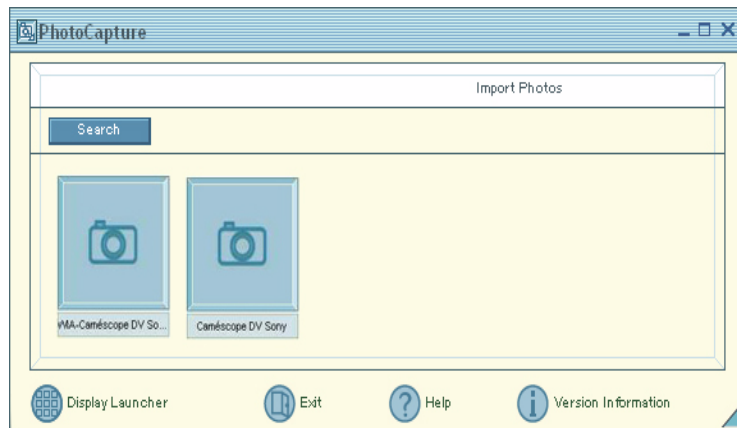 PhotoCapture
Import Photos
Search
WIA-Caméscope DV So...
Caméscope DV Sony
Display Launcher
Exit
Help
Version Information